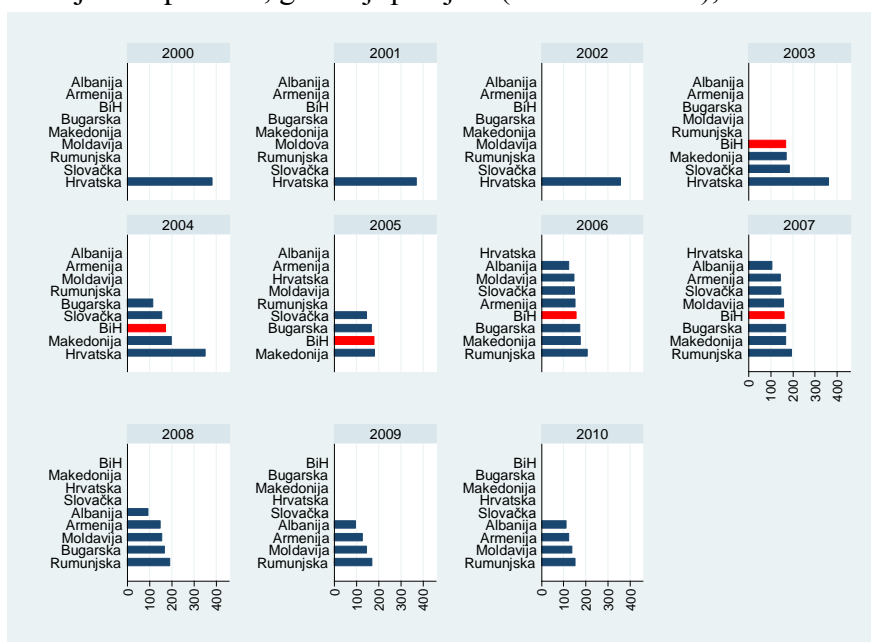 2000
Albanija
Armenija
BiH
Bugarska
Makedonija
Moldavija
Rumunjska
Slovačka
Hrvatska
2001
Albanija
Armenija
BiH
Bugarska
Makedonija
Moldova
Rumunjska
Slovačka
Hrvatska
2002
Albanija
Armenija
BiH
Bugarska
Makedonija
Moldavija
Rumunjska
Slovačka
Hrvatska
2003
Albanija
Armenija
Bugarska
Moldavija
Rumunjska
BiH
Makedonija
Slovačka
Hrvatska
2004
Albanija
Armenija
Moldavija
Rumunjska
Bugarska
Slovačka
BiH
Makedonija
Hrvatska
2005
Albanija
Armenija
Hrvatska
Moldavija
Rumunjska
Slovačka
Bugarska
BiH
Makedonija
2006
Hrvatska
Albanija
Moldavija
Slovačka
Armenija
BiH
Bugarska
Makedonija
Rumunjska
2007
Hrvatska
Albanija
Armenija
Slovačka
Moldavija
BiH
Bugarska
Makedonija
Rumunjska
0 100 200 300 400
2008
BiH
Makedonija
Hrvatska
Slovačka
Albanija
Armenija
Moldavija
Bugarska
Rumunjska
0 100 200 300 400
2009
BiH
Bugarska
Makedonija
Hrvatska
Slovačka
Albanija
Armenija
Moldavija
Rumunjska
0 100 200 300 400
2010
BiH
Bugarska
Makedonija
Hrvatska
Slovačka
Albanija
Armenija
Moldavija
Rumunjska
0 100 200 300 400